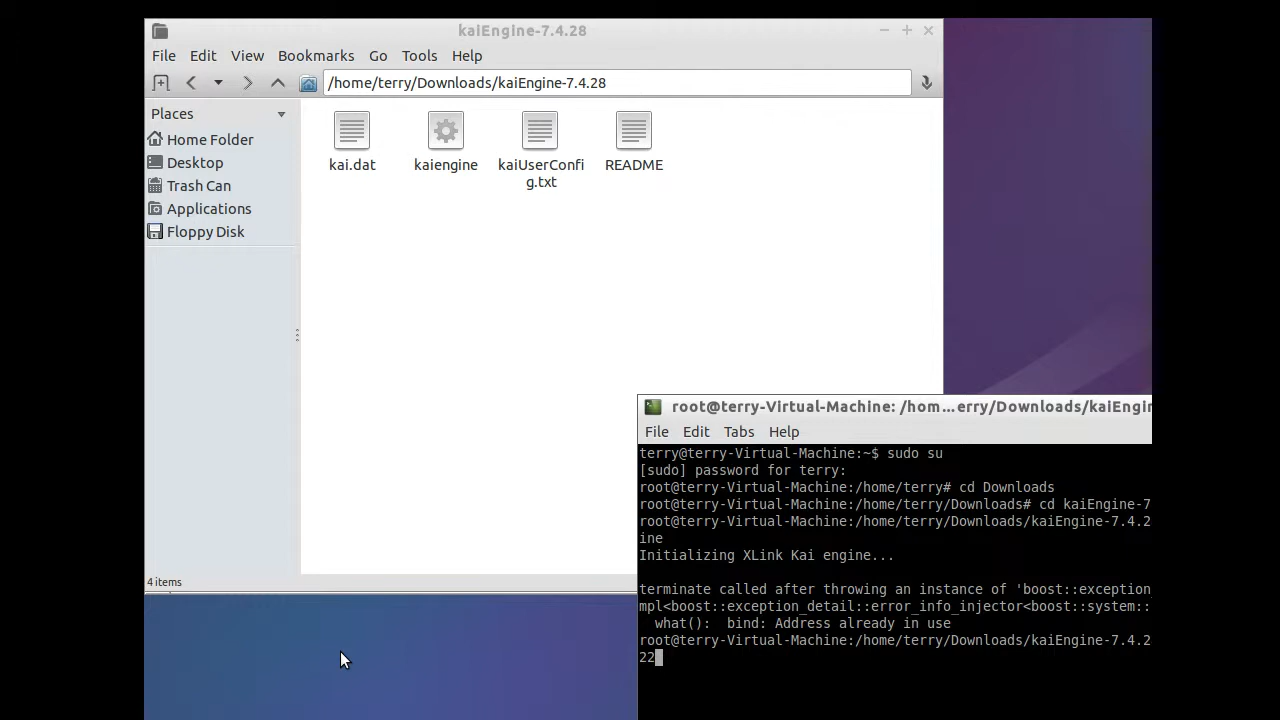 kaiEngine-7.4.28
File Edit View Bookmarks Go Tools Help
/home/terry/Downloads/kaiEngine-7.4.28
Places
Home Folder
Desktop
Trash Can
Applications
Floppy Disk
kai.dat
kaiengine
kaiUserConfi
g.txt
README
4 items
root@terry-Virtual-Machine: /hom...erry/Downloads/kaiEngin
File Edit Tabs Help
terry@terry-Virtual-Machine:~$ sudo su
[sudo] password for terry:
root@terry-Virtual-Machine:/home/terry# cd Downloads
root@terry-Virtual-Machine:/home/terry/Downloads# cd kaiEngine-7
root@terry-Virtual-Machine:/home/terry/Downloads/kaiEngine-7.4.2
ine
Initializing XLink Kai engine...
terminate called after throwing an instance of 'boost::exception_
mpl<boost::exception_detail::error_info_injector<boost::system::
what(): bind: Address already in use
root@terry-Virtual-Machine:/home/terry/Downloads/kaiEngine-7.4.2
22